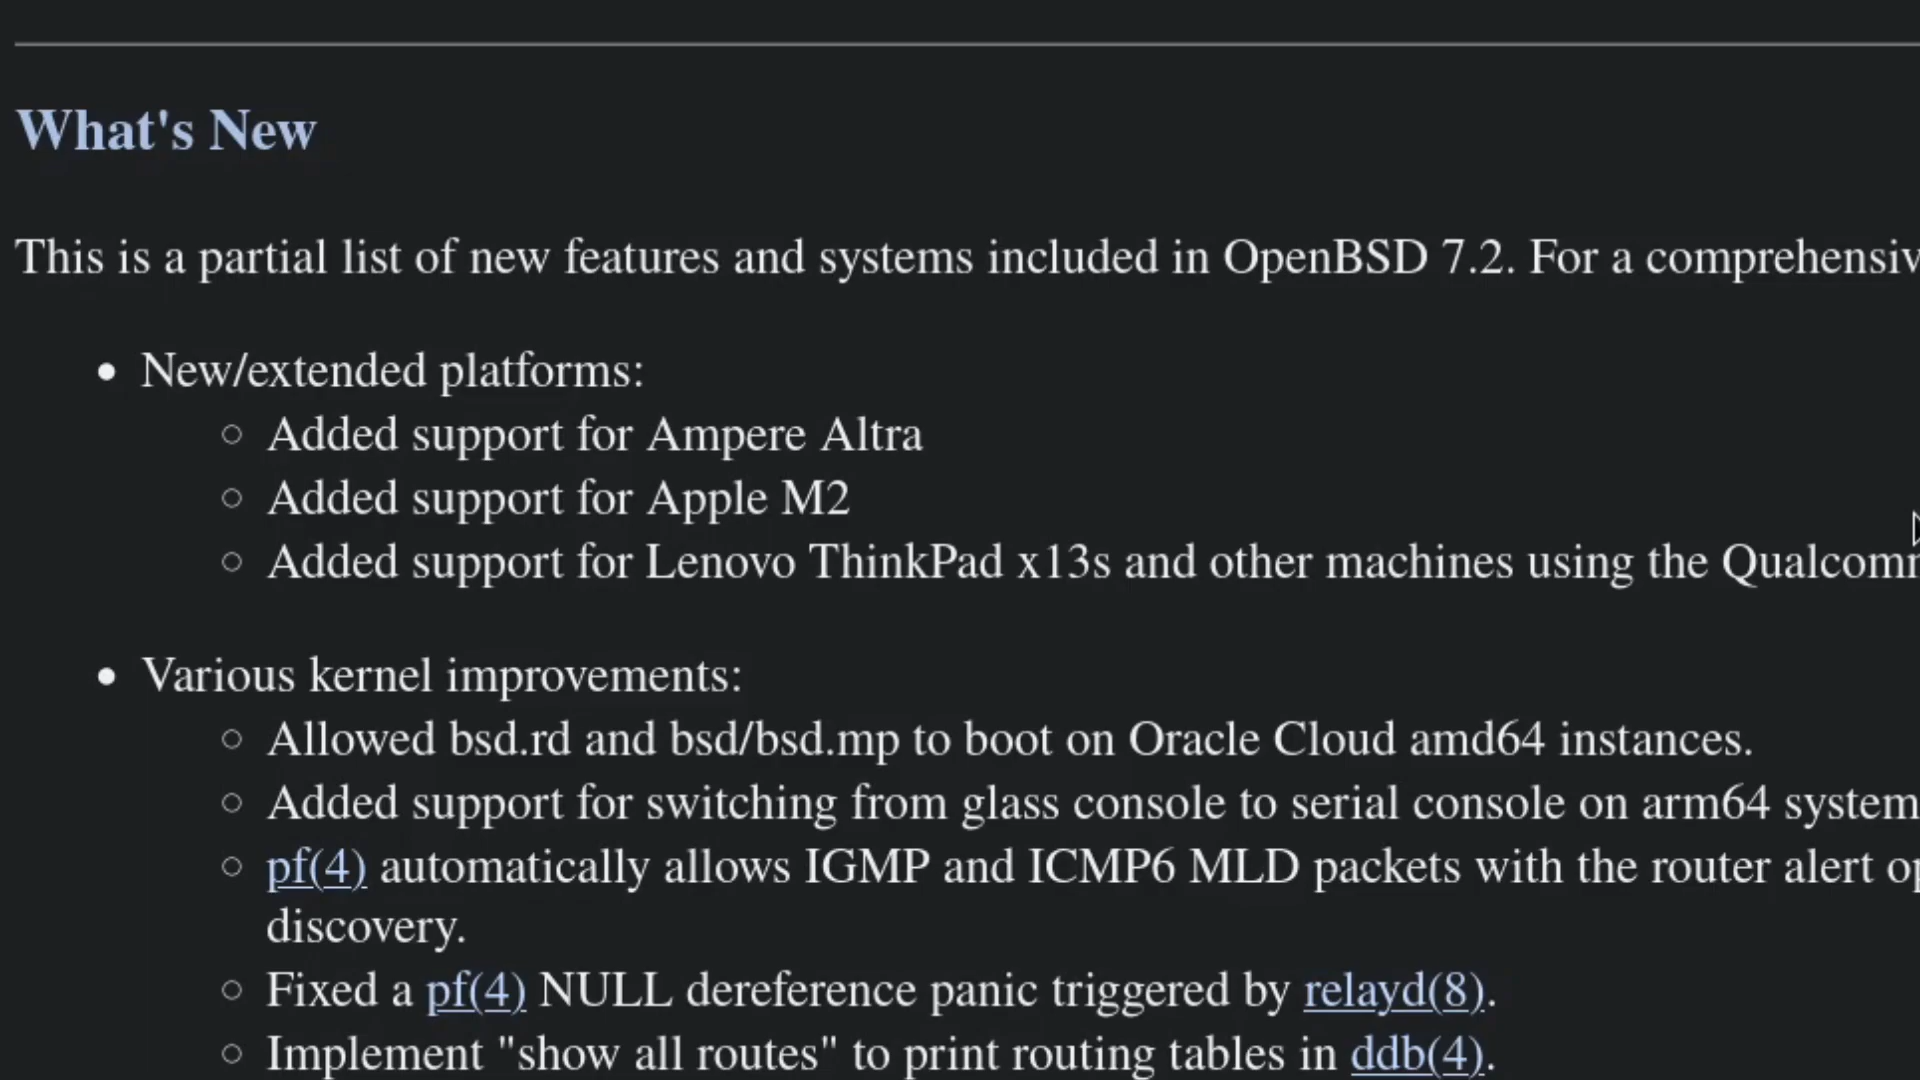 What's New
This is a partial list of new features and systems included in OpenBSD 7.2. For a comprehensiv
• New/extended platforms:
○ Added support for Ampere Altra
○ Added support for Apple M2
○ Added support for Lenovo ThinkPad x13s and other machines using the Qualcomm
• Various kernel improvements:
○ Allowed bsd.rd and bsd/bsd.mp to boot on Oracle Cloud amd64 instances.
○ Added support for switching from glass console to serial console on arm64 system
○ pf(4) automatically allows IGMP and ICMP6 MLD packets with the router alert op
discovery.
○ Fixed a pf(4) NULL dereference panic triggered by relayd(8).
○ Implement "show all routes" to print routing tables in ddb(4).